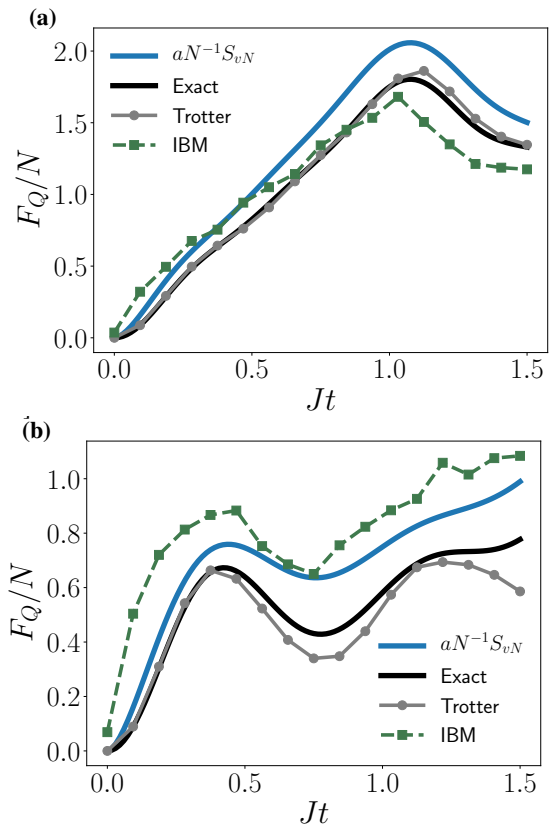 (a)
2.0
1.5
1.0
0.5
0.0
F_Q/N
aN^{-1}S_{vN}
Exact
Trotter
IBM
0.0 0.5 1.0 1.5
Jt
(b)
1.0
0.8
0.6
0.4
0.2
0.0
F_Q/N
aN^{-1}S_{vN}
Exact
Trotter
IBM
0.0 0.5 1.0 1.5
Jt